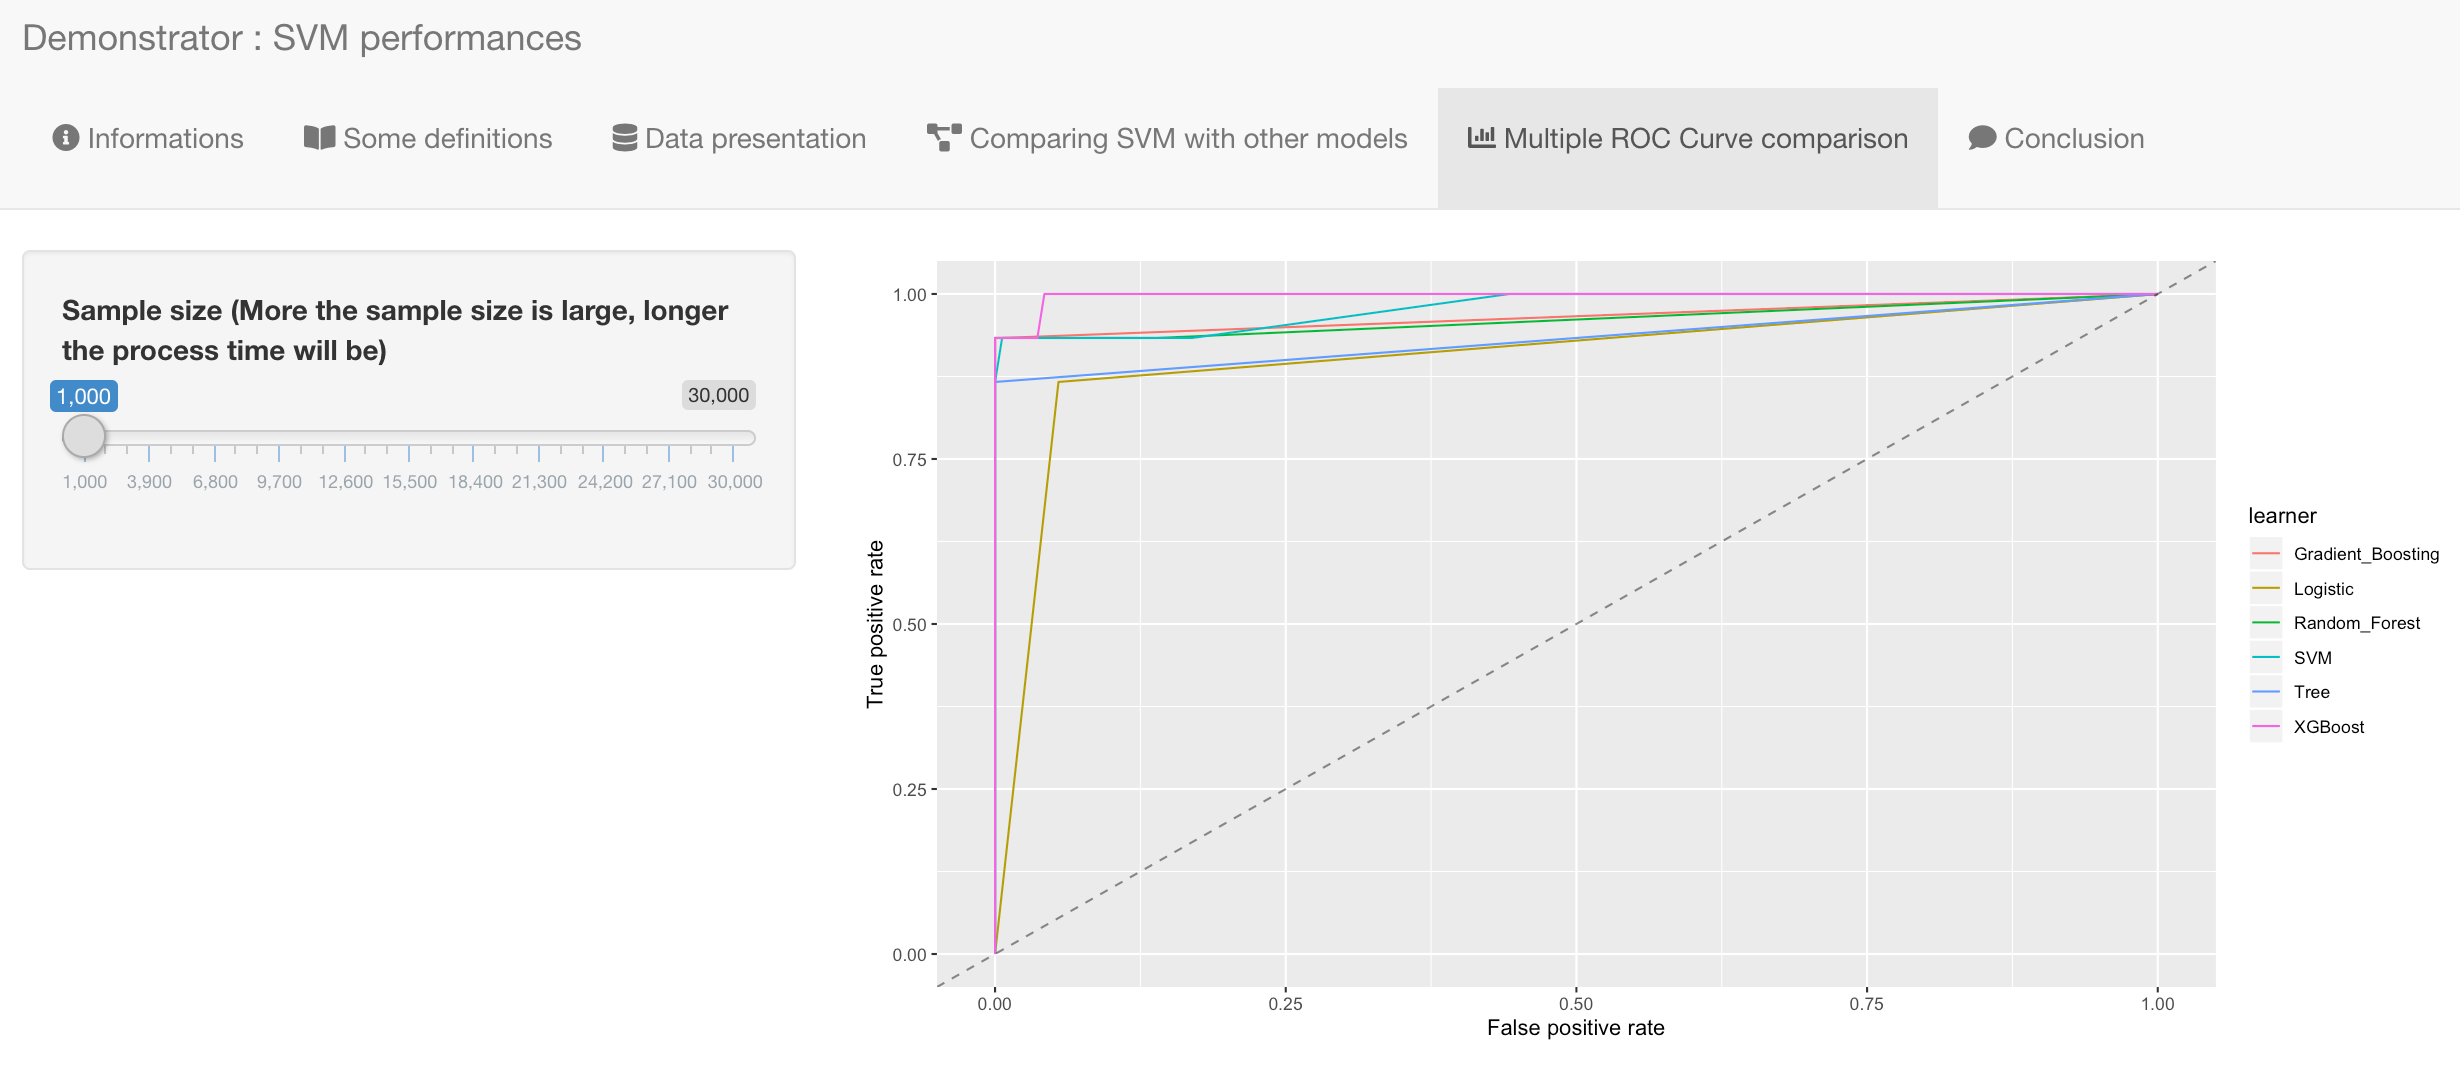 Demonstrator : SVM performances
Informations
Some definitions
Data presentation
Comparing SVM with other models
Multiple ROC Curve comparison
Conclusion
Sample size (More the sample size is large, longer
the process time will be)
1,000
30,000
1,000 3,900 6,800 9,700 12,600 15,500 18,400 21,300 24,200 27,100 30,000
True positive rate
1.00
0.75
0.50
0.25
0.00
0.00 0.25 0.50 0.75 1.00
False positive rate
learner
Gradient_Boosting
Logistic
Random_Forest
SVM
Tree
XGBoost